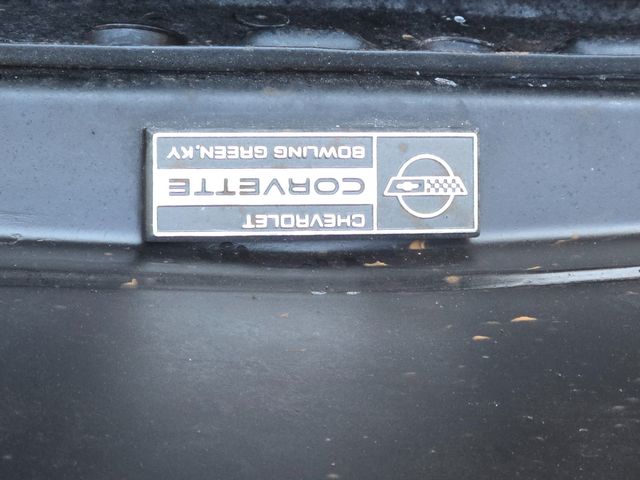 CHEVROLET
CORVETTE
BOWLING GREEN, KY